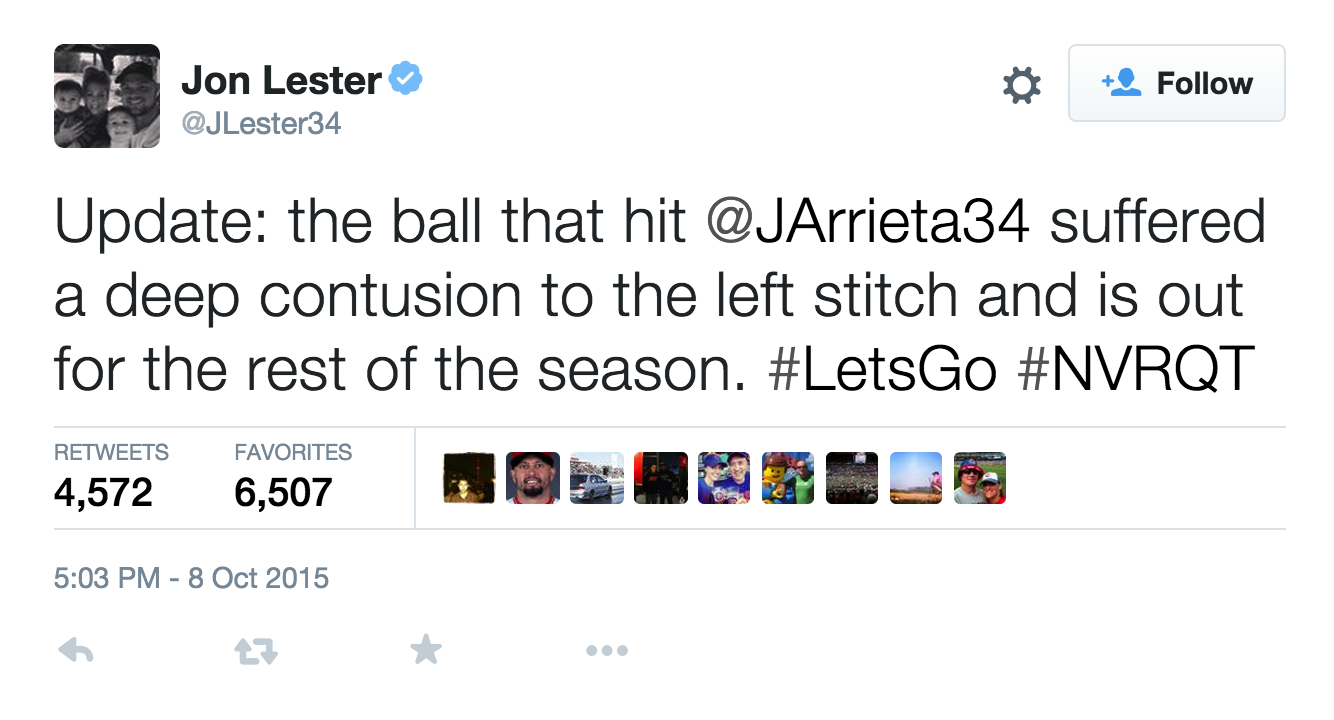 Jon Lester
@JLester34
Follow
Update: the ball that hit @JArrieta34 suffered
a deep contusion to the left stitch and is out
for the rest of the season. #LetsGo #NVRQT
RETWEETS FAVORITES
4,572 6,507
5:03 PM - 8 Oct 2015